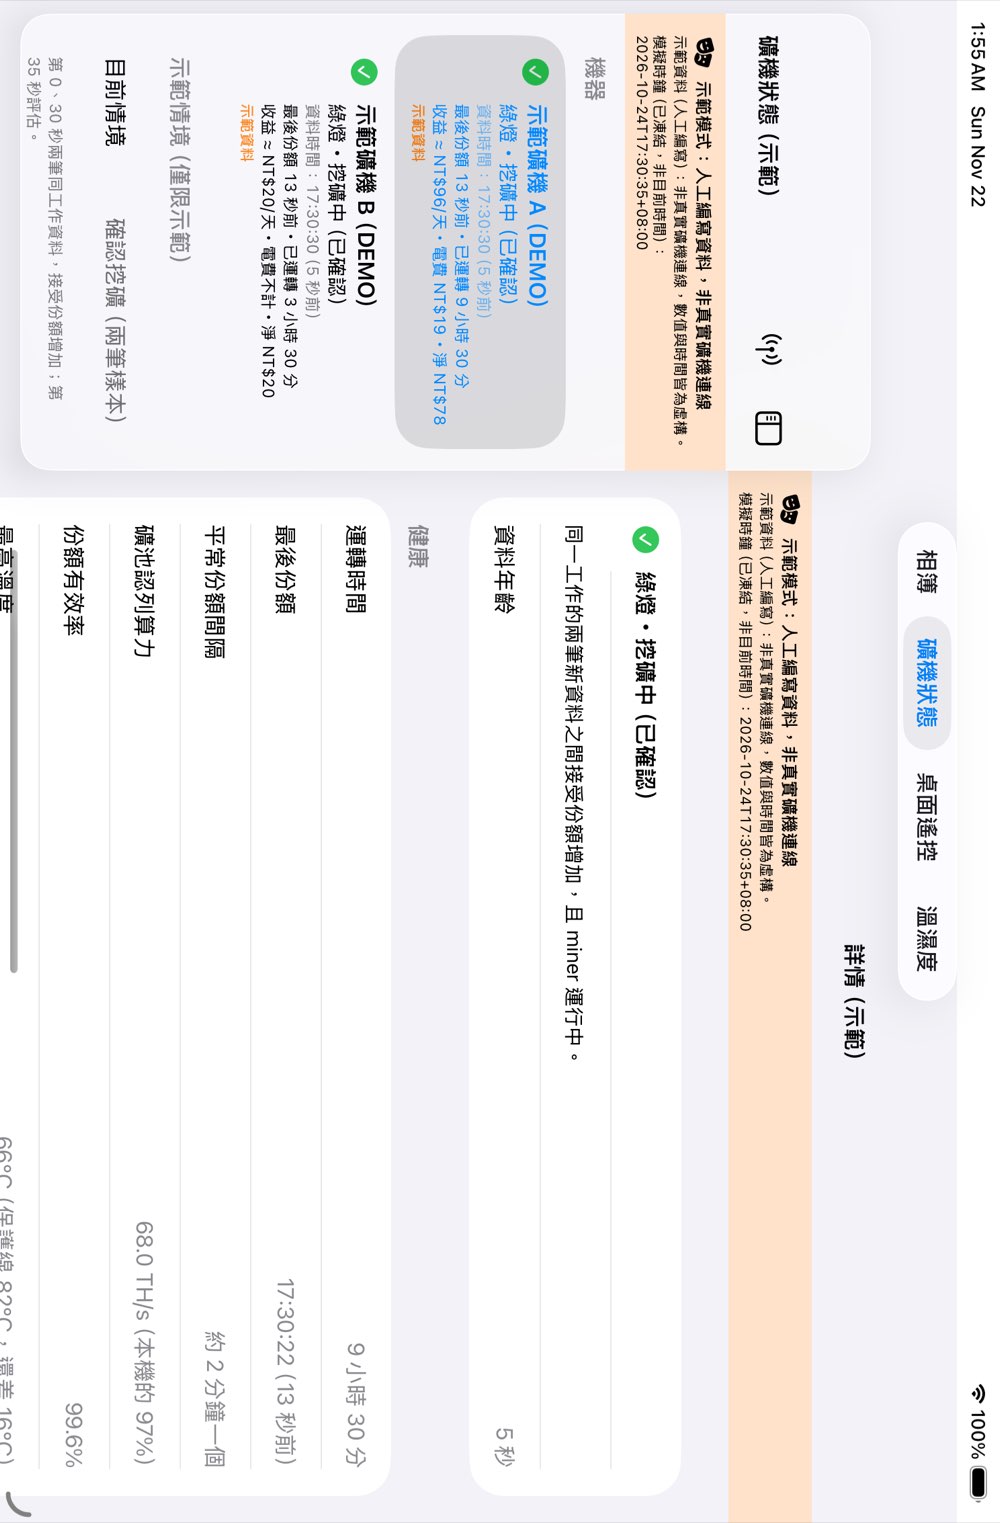 1:55 AM Sun Nov 22
100%
相簿
礦機狀態
桌面遙控
溫濕度
礦機狀態 (示範)
示範模式：人工編寫資料，非真實礦機連線
示範資料 (人工編寫)：非真實礦機連線，數值與時間皆為虛構。
模擬時鐘 (已凍結，非目前時間)：
2026-10-24T17:30:35+08:00
機器
示範礦機 A (DEMO)
綠燈・挖礦中 (已確認)
資料時間：17:30:30 (5 秒前)
最後份額 13 秒前・已運轉 9 小時 30 分
收益 ≈ NT$96/天・電費 NT$19・淨 NT$78
示範資料
示範礦機 B (DEMO)
綠燈・挖礦中 (已確認)
資料時間：17:30:30 (5 秒前)
最後份額 13 秒前・已運轉 3 小時 30 分
收益 ≈ NT$20/天・電費不計・淨 NT$20
示範資料
示範情境 (僅限示範)
目前情境 確認挖礦 (兩筆樣本)
第 0、30 秒兩筆同工作資料，接受份額增加；第
35 秒評估。
詳情 (示範)
示範模式：人工編寫資料，非真實礦機連線
示範資料 (人工編寫)：非真實礦機連線，數值與時間皆為虛構。
模擬時鐘 (已凍結，非目前時間)：2026-10-24T17:30:35+08:00
綠燈・挖礦中 (已確認)
同一工作的兩筆新資料之間接受份額增加，且 miner 運行中。
資料年齡 5 秒
健康
運轉時間 9 小時 30 分
最後份額 17:30:22 (13 秒前)
平常份額間隔 約 2 分鐘一個
礦池認列算力 68.0 TH/s (本機的 97%)
份額有效率 99.6%
最高溫度 66°C (保護線 82°C，還差 16°C)